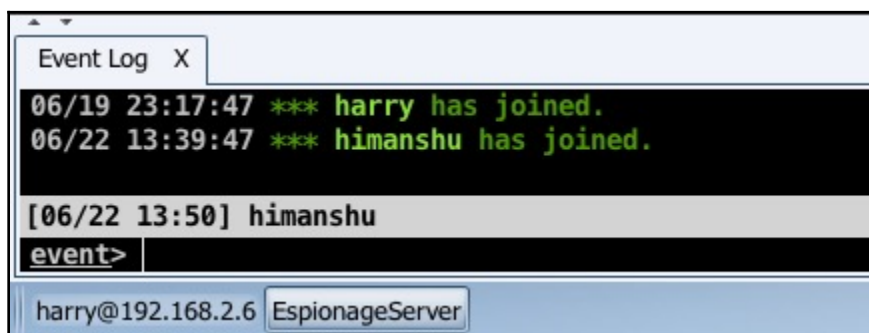 Event Log X
06/19 23:17:47 *** harry has joined.
06/22 13:39:47 *** himanshu has joined.
[06/22 13:50] himanshu
event>
harry@192.168.2.6 EspionageServer